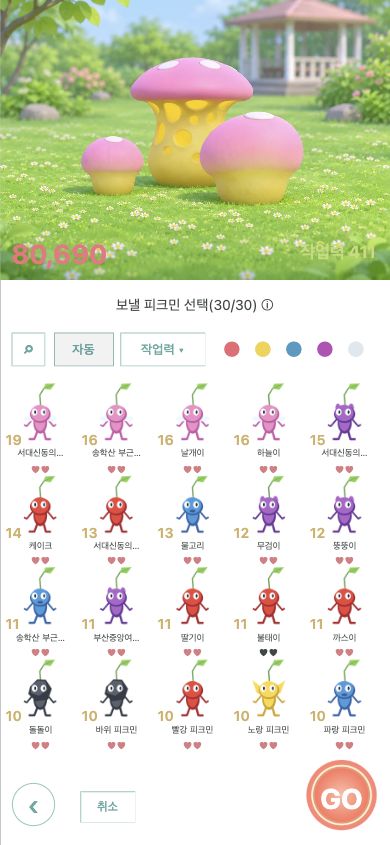 80,690
작업력 411
보낼 피크민 선택(30/30) ⓘ
자동
작업력 ▾
19 16 16 16 15
서대신동의... 송학산 부근... 날개이 하늘이 서대신동의...
14 13 13 12 12
케이크 서대신동의... 물고리 무검이 뚱뚱이
11 11 11 11 11
송학산 부근... 부산중앙여... 딸기이 불태이 까스이
10 10 10 10 10
돌돌이 바위 피크민 빨강 피크민 노랑 피크민 파랑 피크민
취소
GO